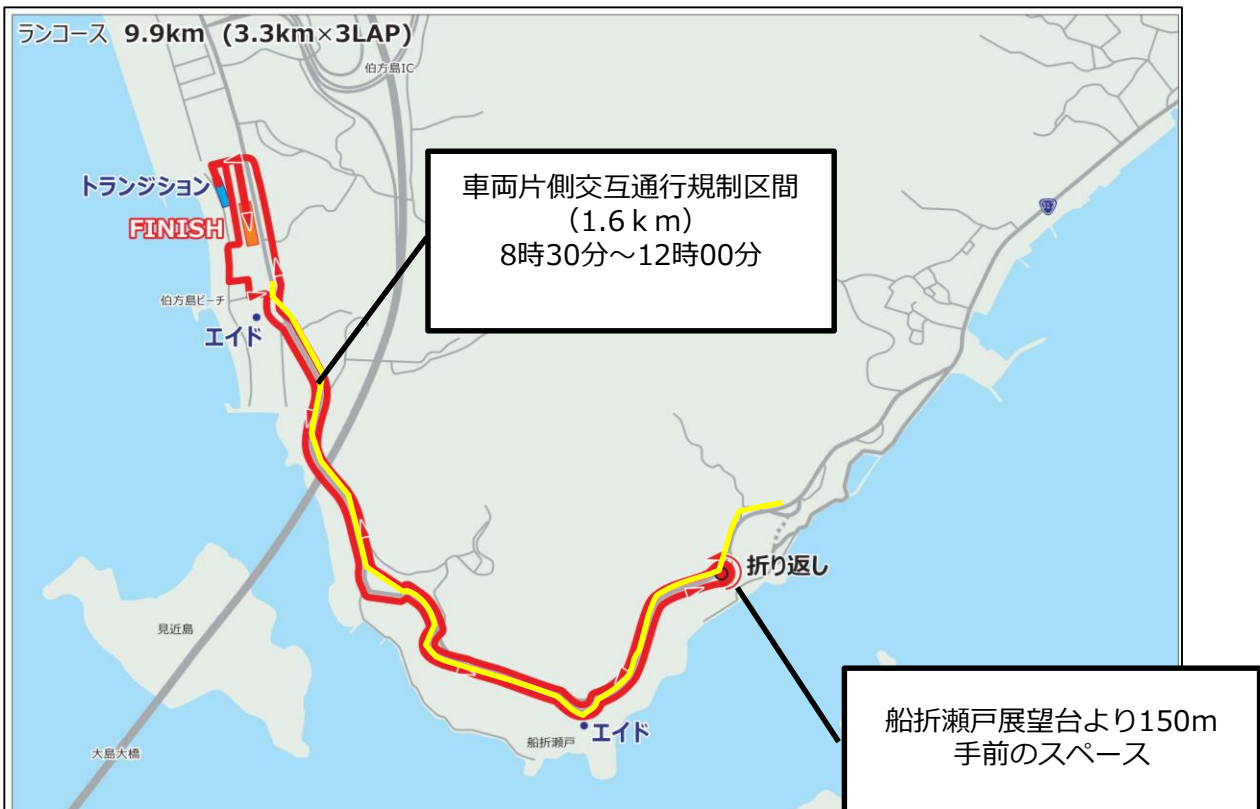 ランコース 9.9km (3.3km×3LAP)
伯方島IC
トランジション
FINISH
車両片側交互通行規制区間
（1.6ｋｍ）
8時30分～12時00分
317
伯方島ビーチ
エイド
折り返し
見近島
船折瀬戸展望台より150m
手前のスペース
エイド
船折瀬戸
大島大橋